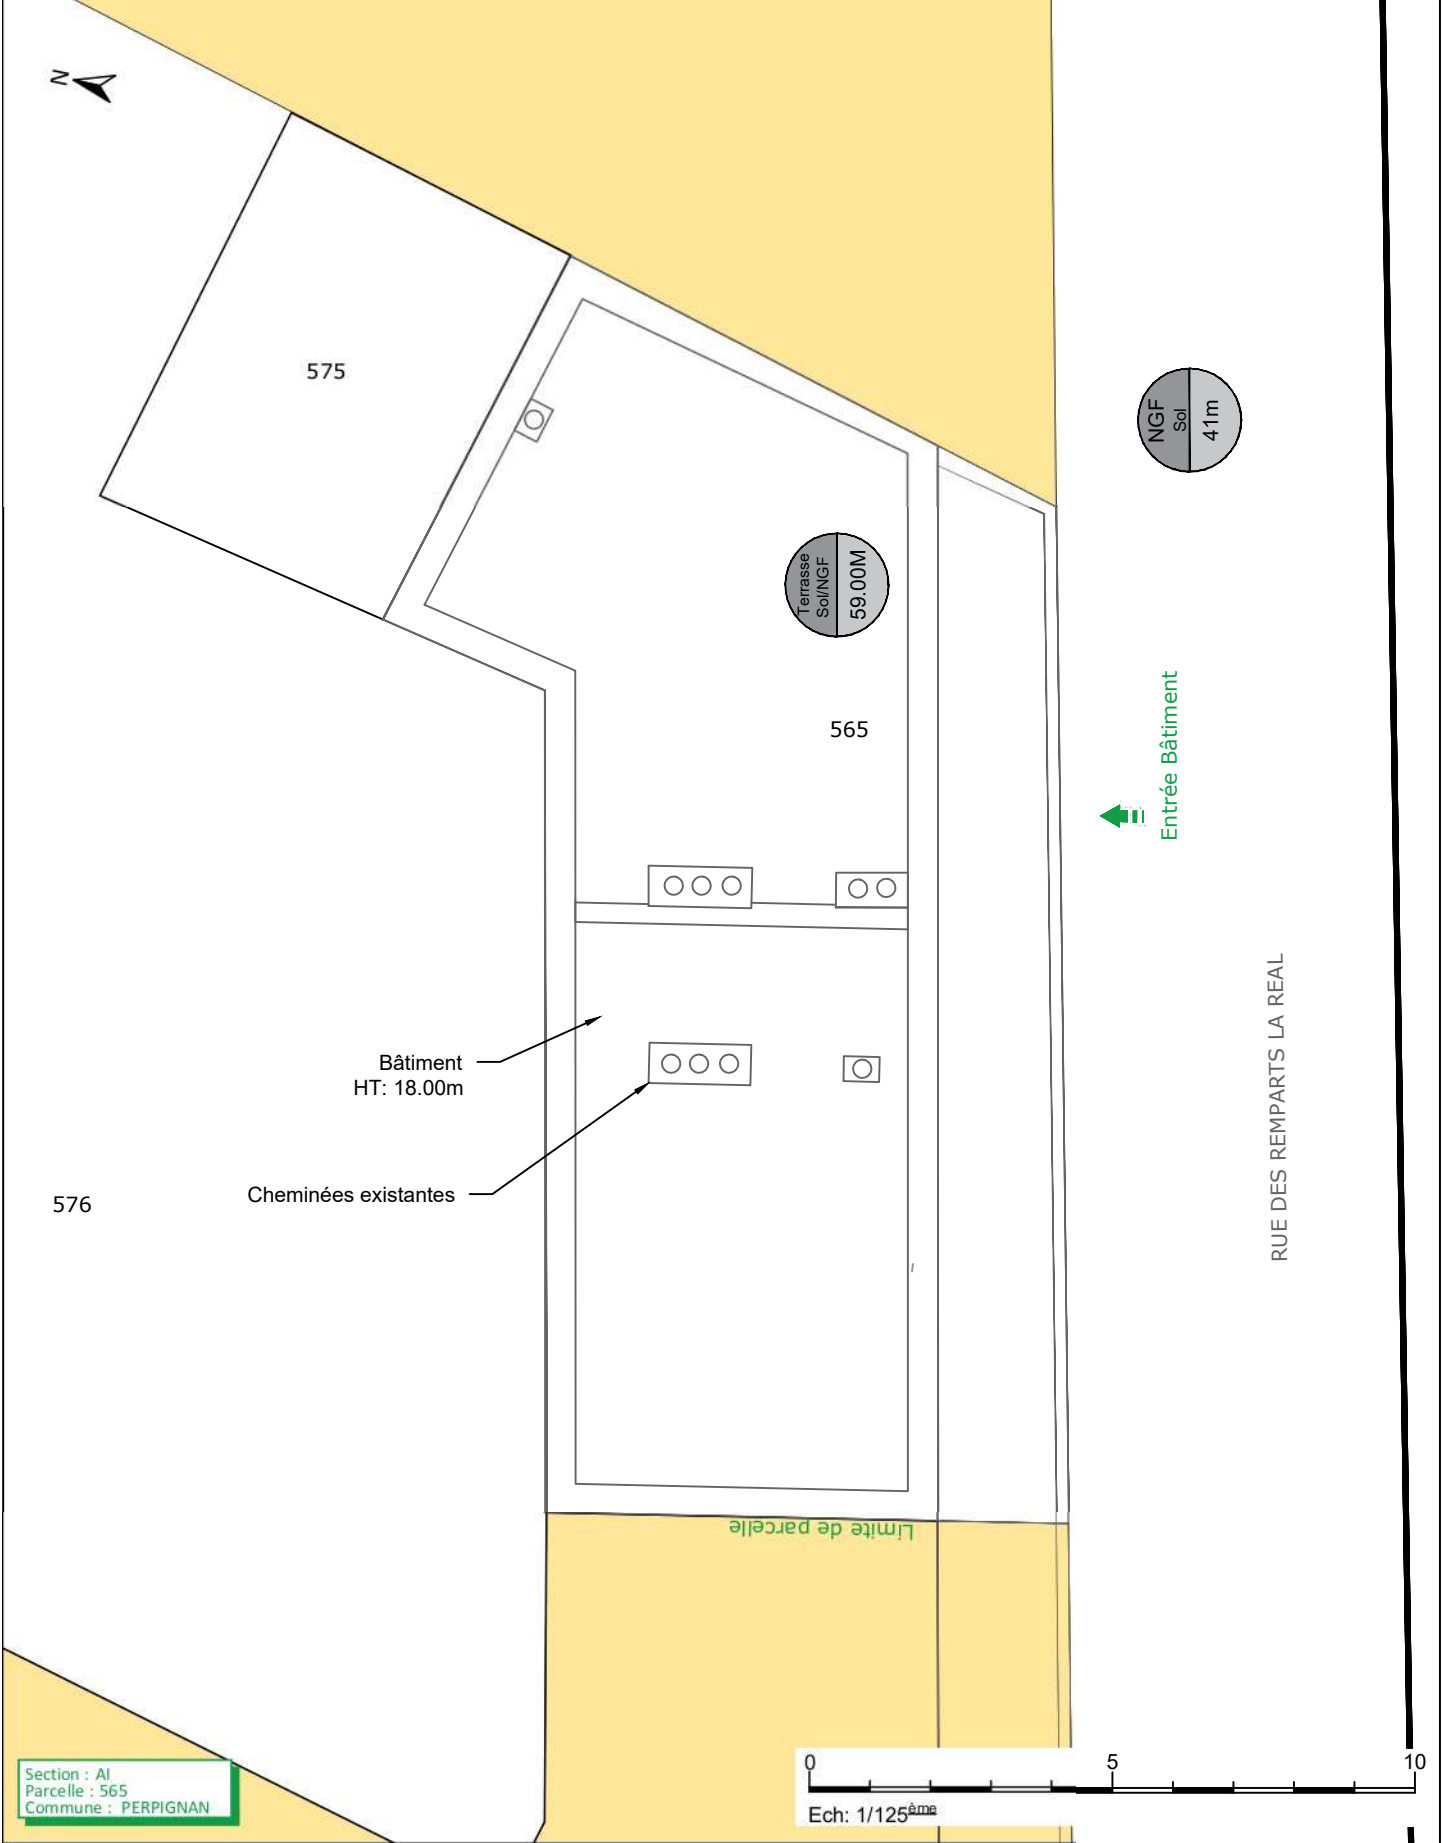 N
575
NGF
Sol
41m
Terrasse
Sol/NGF
59.00M
565
Entrée Bâtiment
Bâtiment
HT: 18.00m
Cheminées existantes
576
RUE DES REMPARTS LA REAL
Limite de parcelle
Section : AI
Parcelle : 565
Commune : PERPIGNAN
0 5 10
Ech: 1/125ème